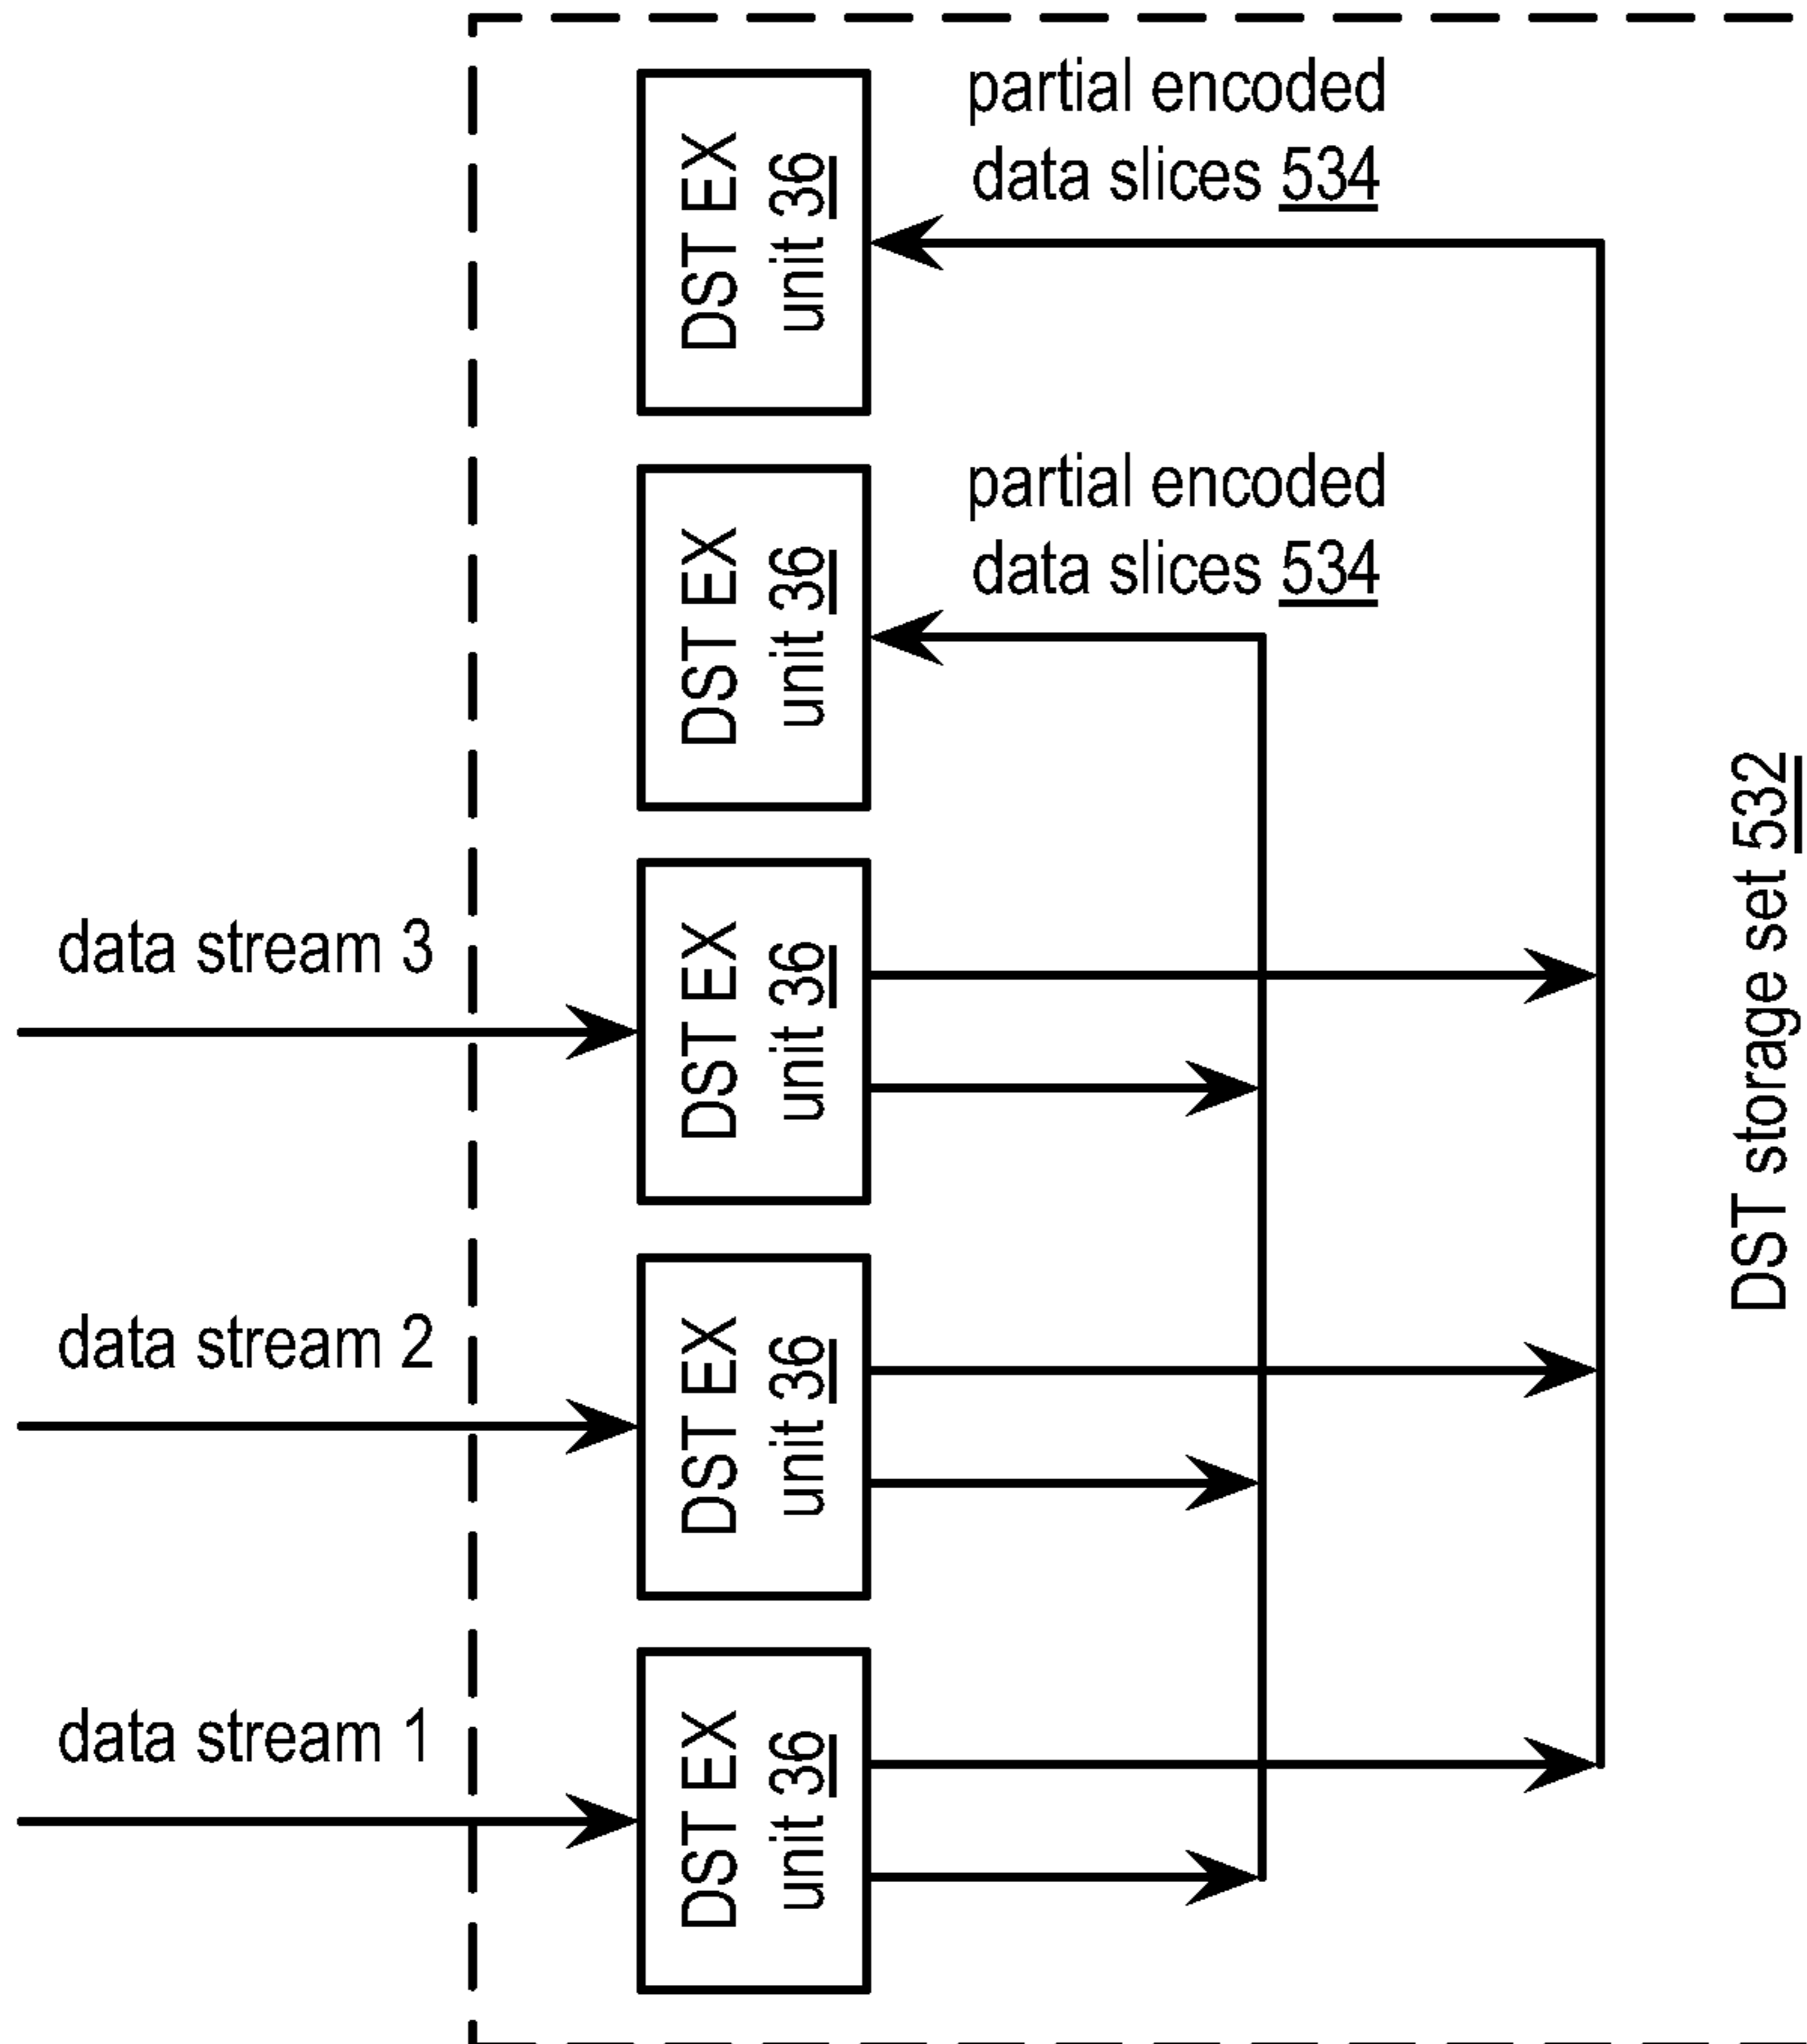 DST EX
unit 36
partial encoded
data slices 534
DST EX
unit 36
partial encoded
data slices 534
data stream 3
DST EX
unit 36
data stream 2
DST EX
unit 36
data stream 1
DST EX
unit 36
DST storage set 532